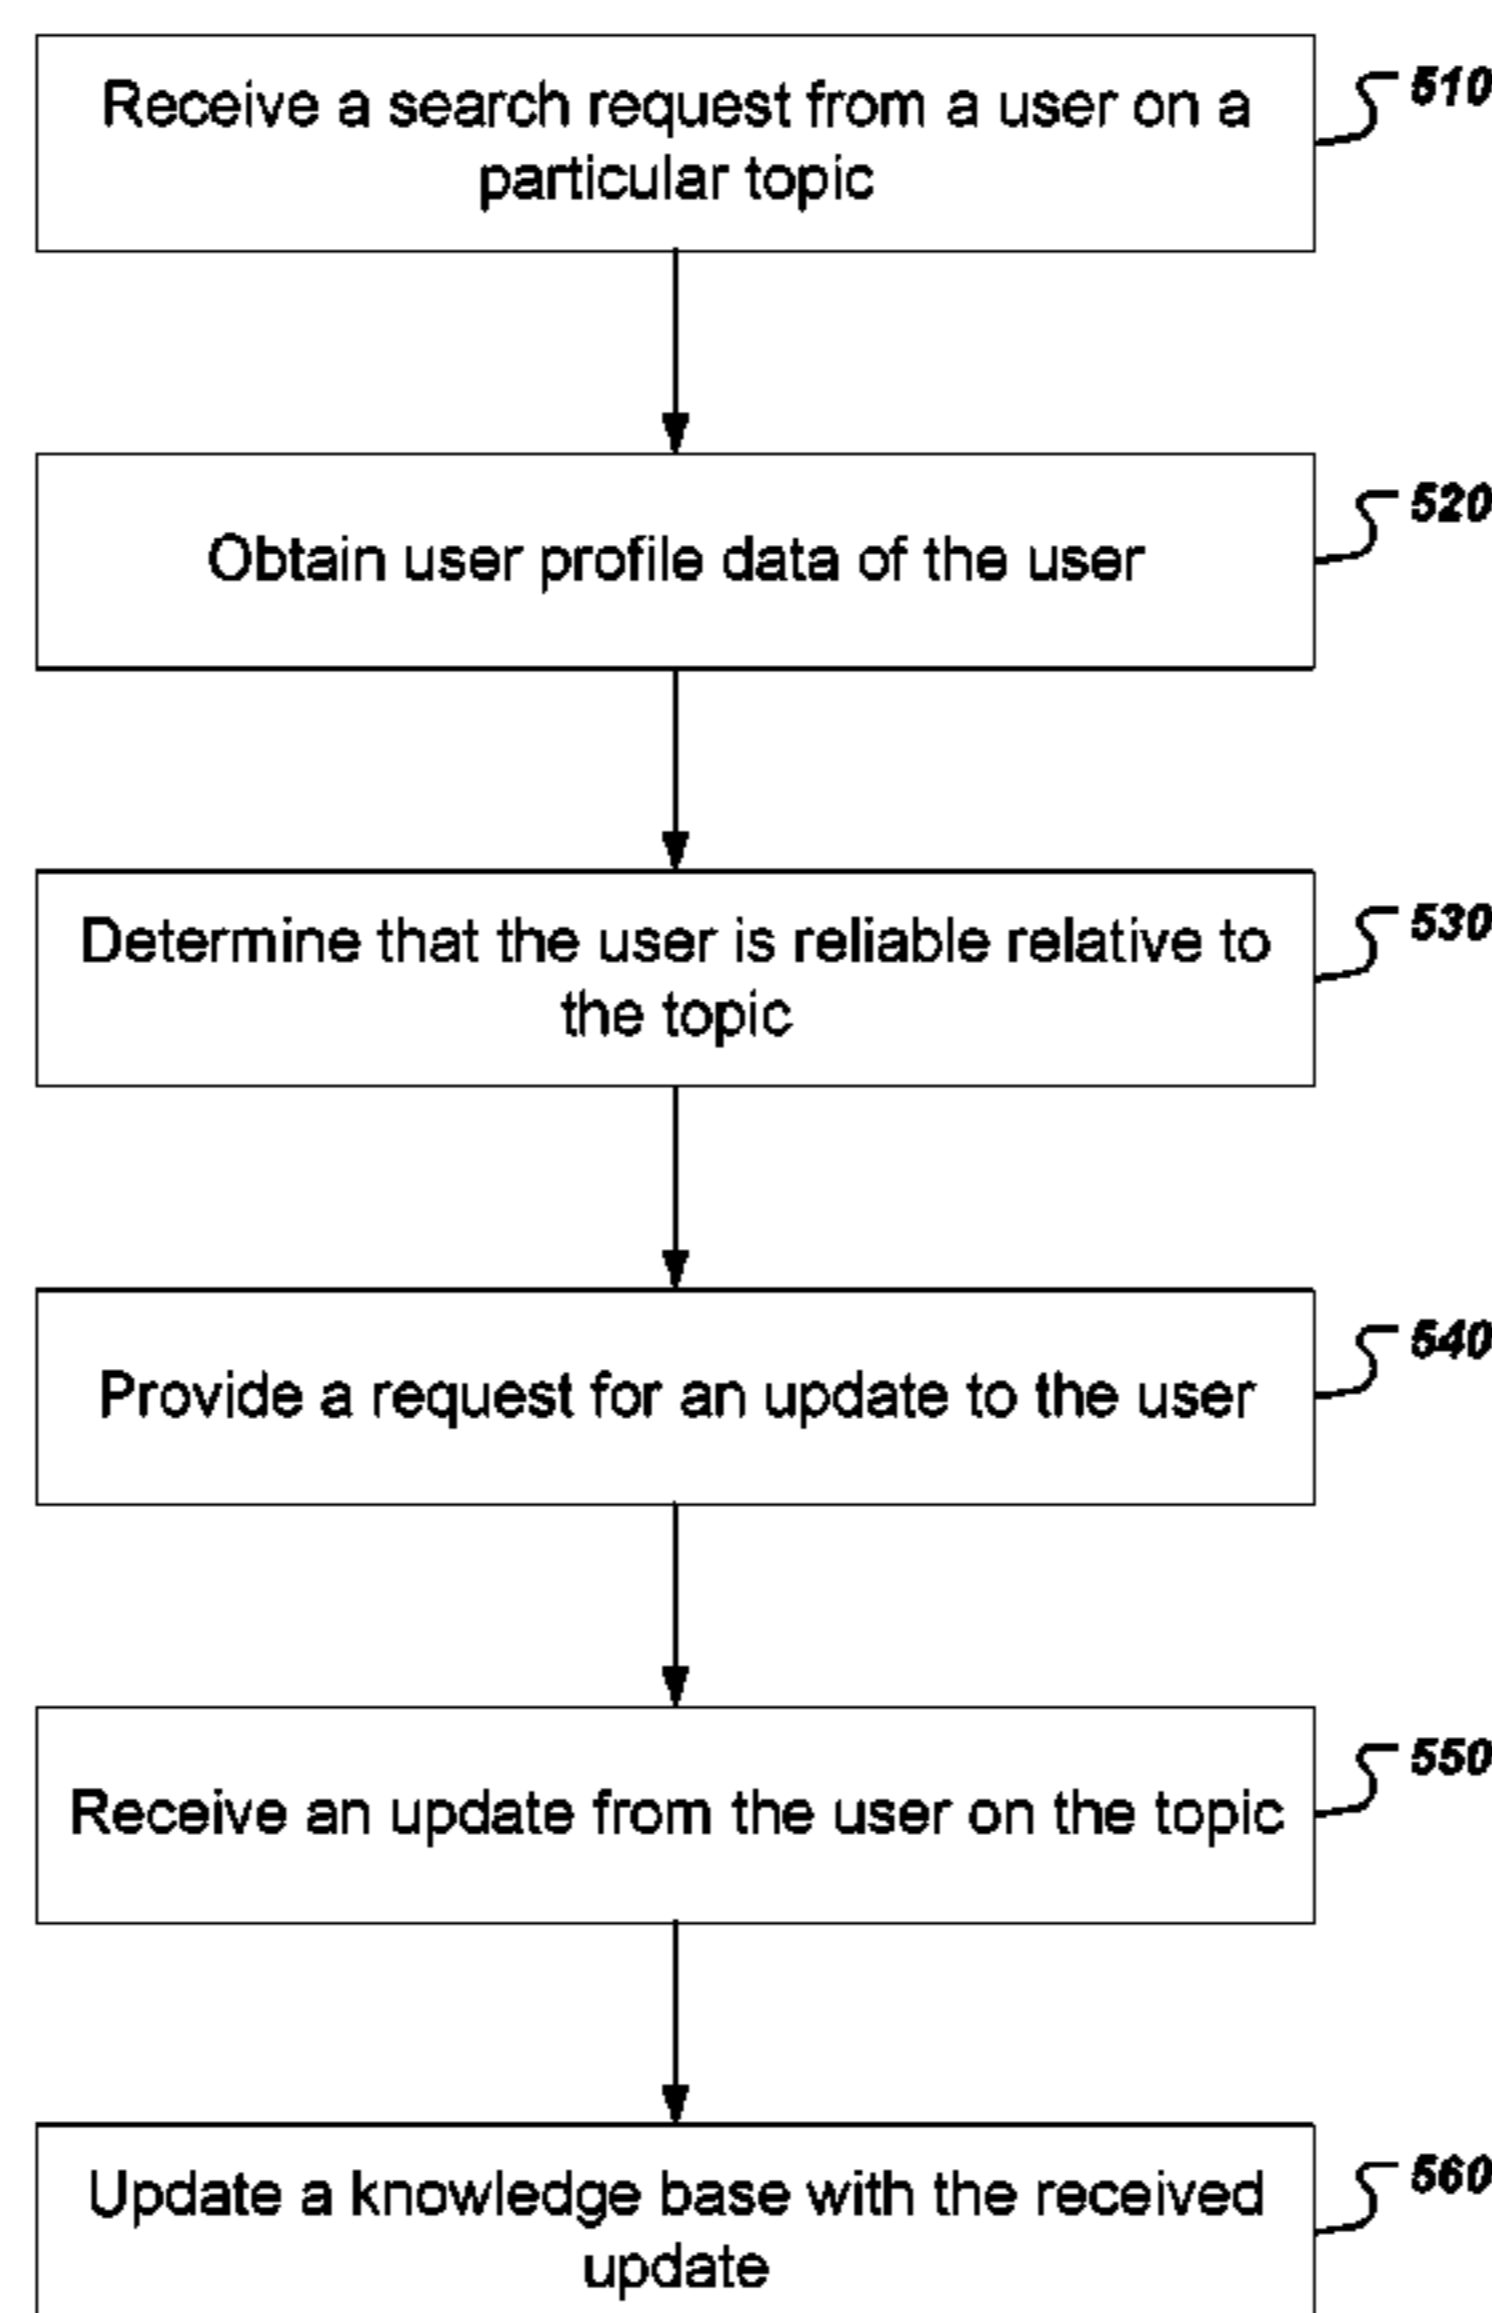 Receive a search request from a user on a
particular topic
510
Obtain user profile data of the user
520
Determine that the user is reliable relative to
the topic
530
Provide a request for an update to the user
540
Receive an update from the user on the topic
550
Update a knowledge base with the received
update
560